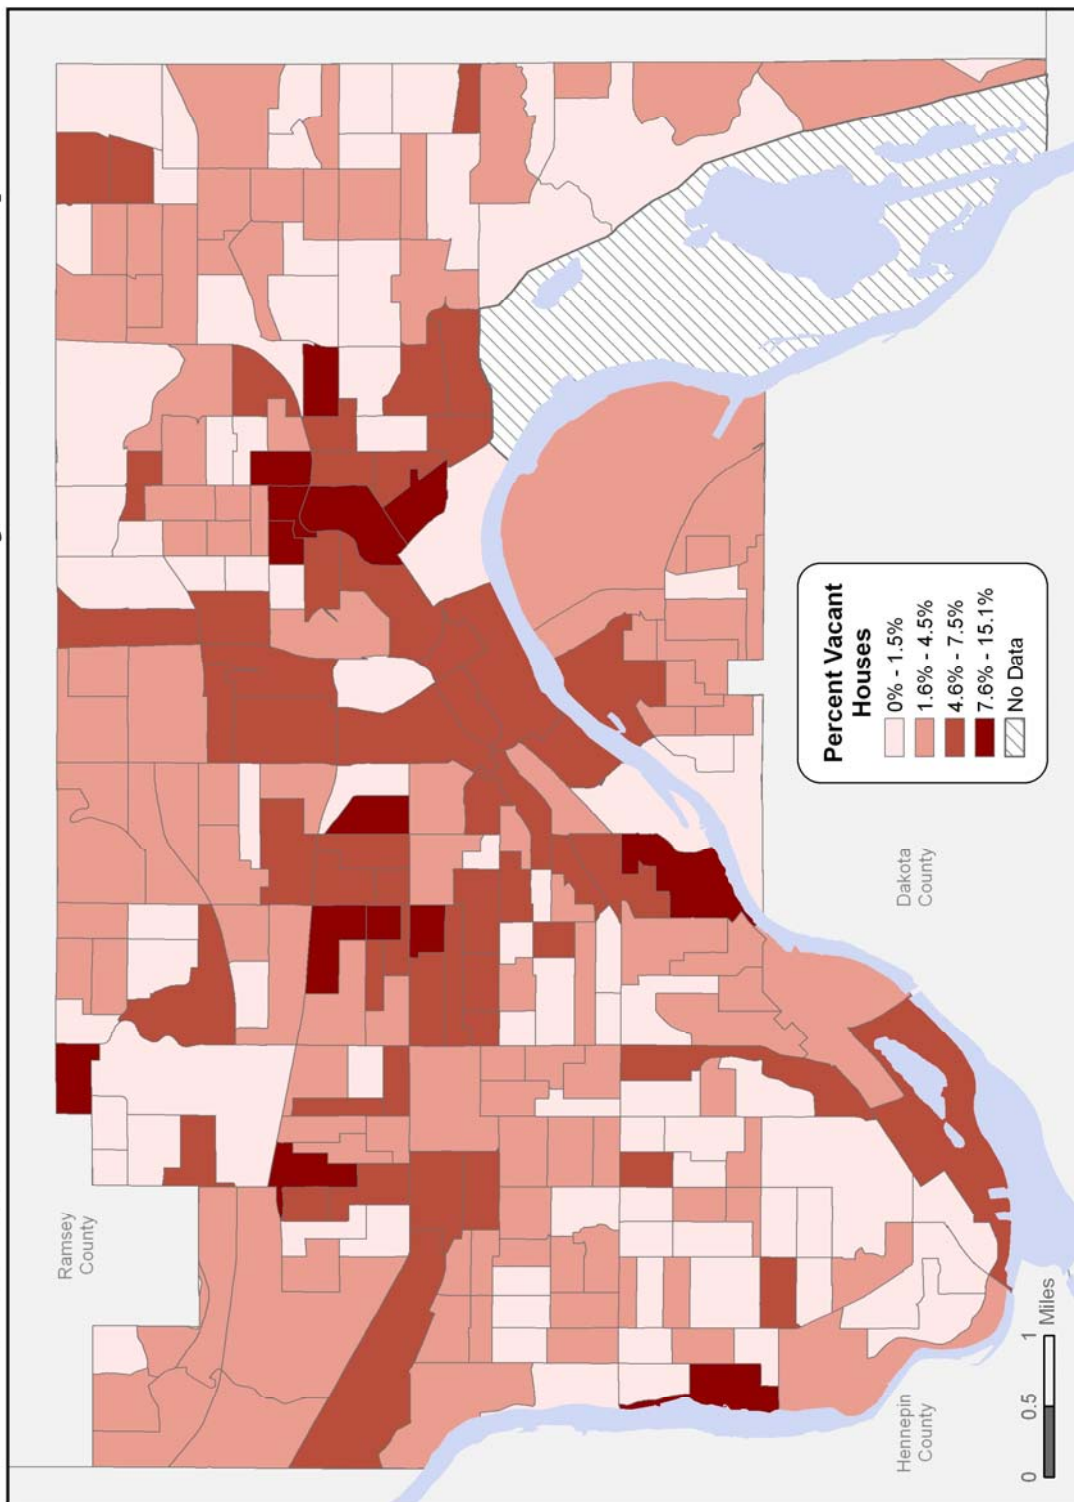 Ramsey
County
Percent Vacant
Houses
0% - 1.5%
1.6% - 4.5%
4.6% - 7.5%
7.6% - 15.1%
No Data
Dakota
County
Hennepin
County
0 0.5 1
Miles